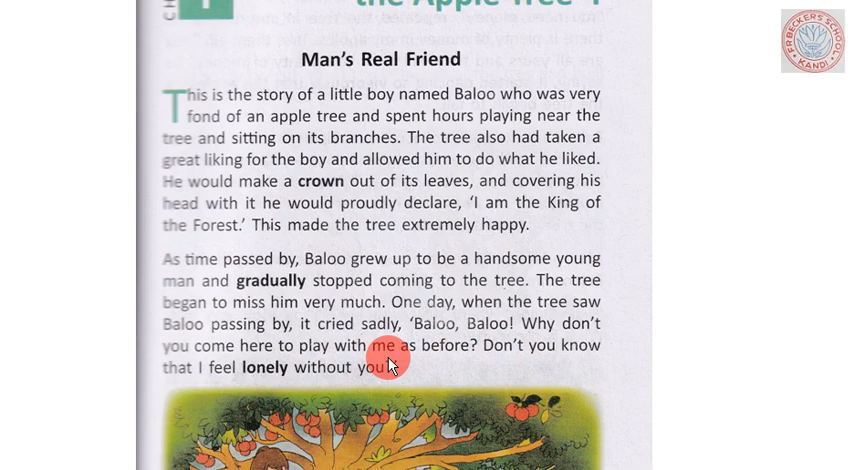 CH
1
the Apple Tree-1
FR BECKERS SCHOOL
KANDI
Man's Real Friend
This is the story of a little boy named Baloo who was very
fond of an apple tree and spent hours playing near the
tree and sitting on its branches. The tree also had taken a
great liking for the boy and allowed him to do what he liked.
He would make a crown out of its leaves, and covering his
head with it he would proudly declare, 'I am the King of
the Forest.' This made the tree extremely happy.
As time passed by, Baloo grew up to be a handsome young
man and gradually stopped coming to the tree. The tree
began to miss him very much. One day, when the tree saw
Baloo passing by, it cried sadly, 'Baloo, Baloo! Why don't
you come here to play with me as before? Don't you know
that I feel lonely without you?'